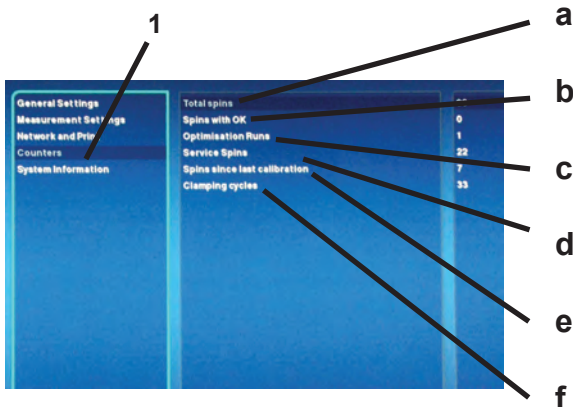 1
a
b
c
d
e
f
General Settings
Measurement Settings
Network and Print
Counters
System Information
Total spins
Spins with OK 0
Optimisation Runs 1
Service Spins 22
Spins since last calibration 7
Clamping cycles 33